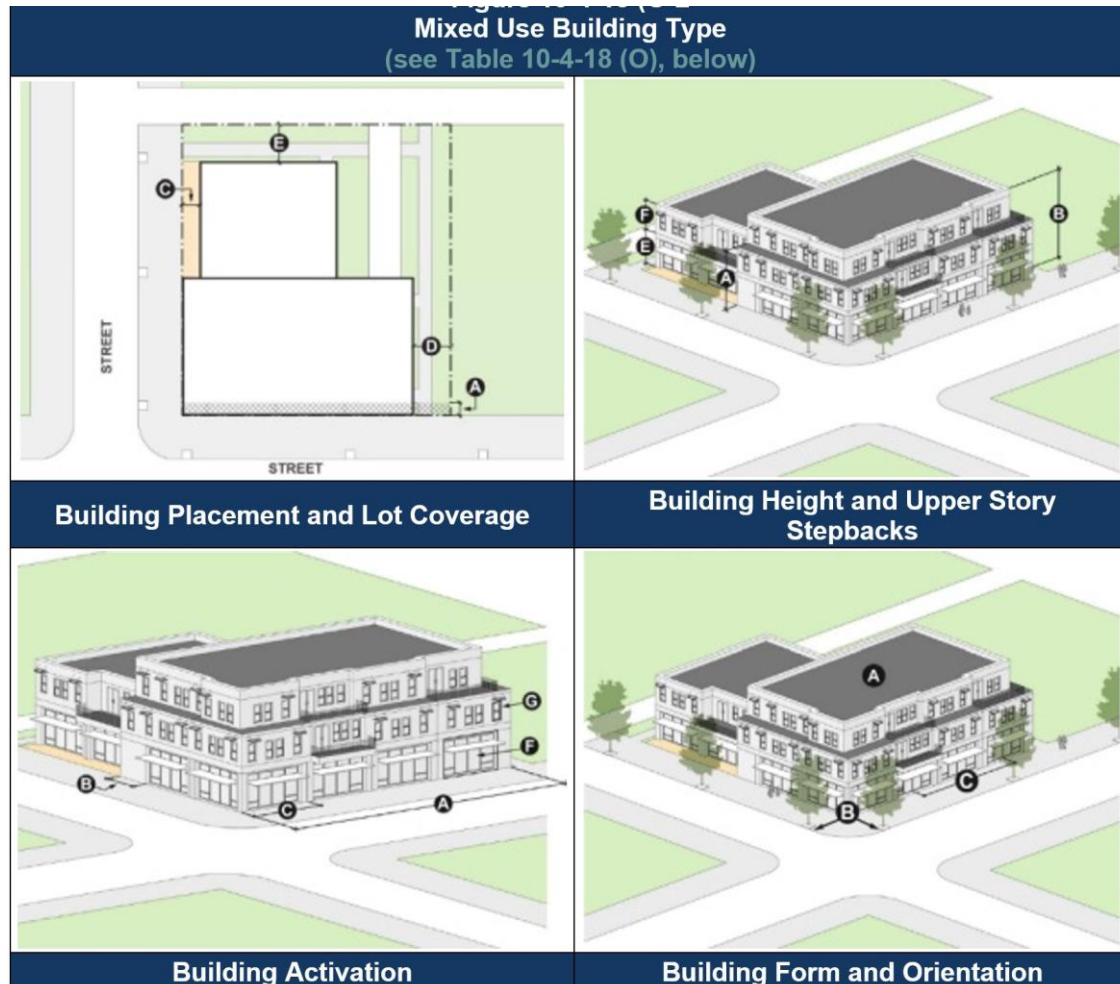 Mixed Use Building Type
(see Table 10-4-18 (O), below)
E
C
D
A
STREET
STREET
F
E
A
B
Building Placement and Lot Coverage
Building Height and Upper Story
Stepbacks
G
F
B
C
A
A
C
B
Building Activation
Building Form and Orientation